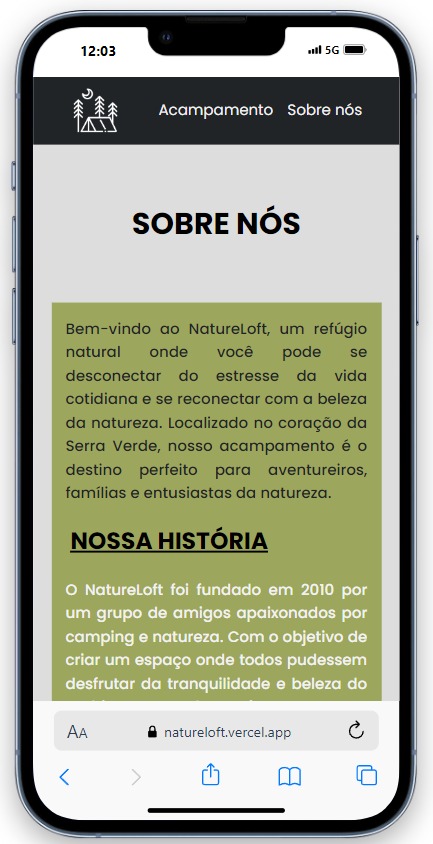 12:03
5G
Acampamento Sobre nós
SOBRE NÓS
Bem-vindo ao NatureLoft, um refúgio
natural onde você pode se
desconectar do estresse da vida
cotidiana e se reconectar com a beleza
da natureza. Localizado no coração da
Serra Verde, nosso acampamento é o
destino perfeito para aventureiros,
famílias e entusiastas da natureza.
NOSSA HISTÓRIA
O NatureLoft foi fundado em 2010 por
um grupo de amigos apaixonados por
camping e natureza. Com o objetivo de
criar um espaço onde todos pudessem
desfrutar da tranquilidade e beleza do
AA natureloft.vercel.app